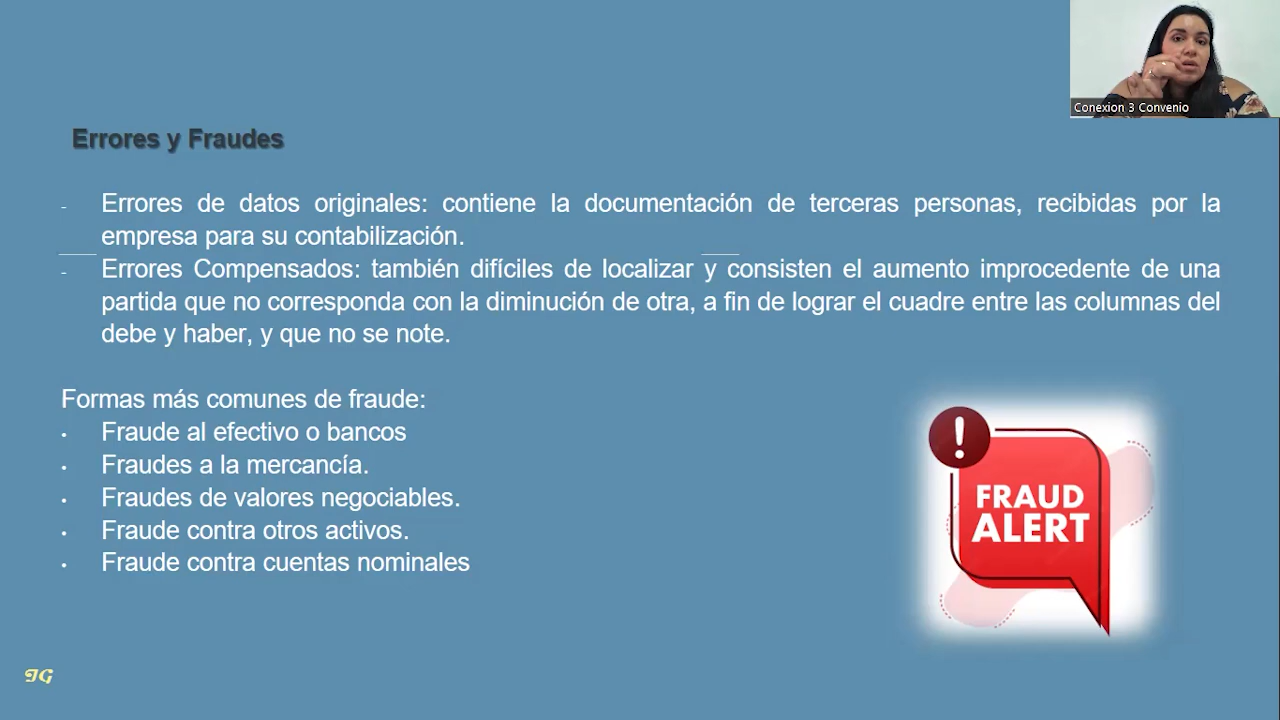 Conexion 3 Convenio
Errores y Fraudes
- Errores de datos originales: contiene la documentación de terceras personas, recibidas por la
empresa para su contabilización.
- Errores Compensados: también difíciles de localizar y consisten el aumento improcedente de una
partida que no corresponda con la diminución de otra, a fin de lograr el cuadre entre las columnas del
debe y haber, y que no se note.
Formas más comunes de fraude:
• Fraude al efectivo o bancos
• Fraudes a la mercancía.
• Fraudes de valores negociables.
• Fraude contra otros activos.
• Fraude contra cuentas nominales
!
FRAUD
ALERT
IG